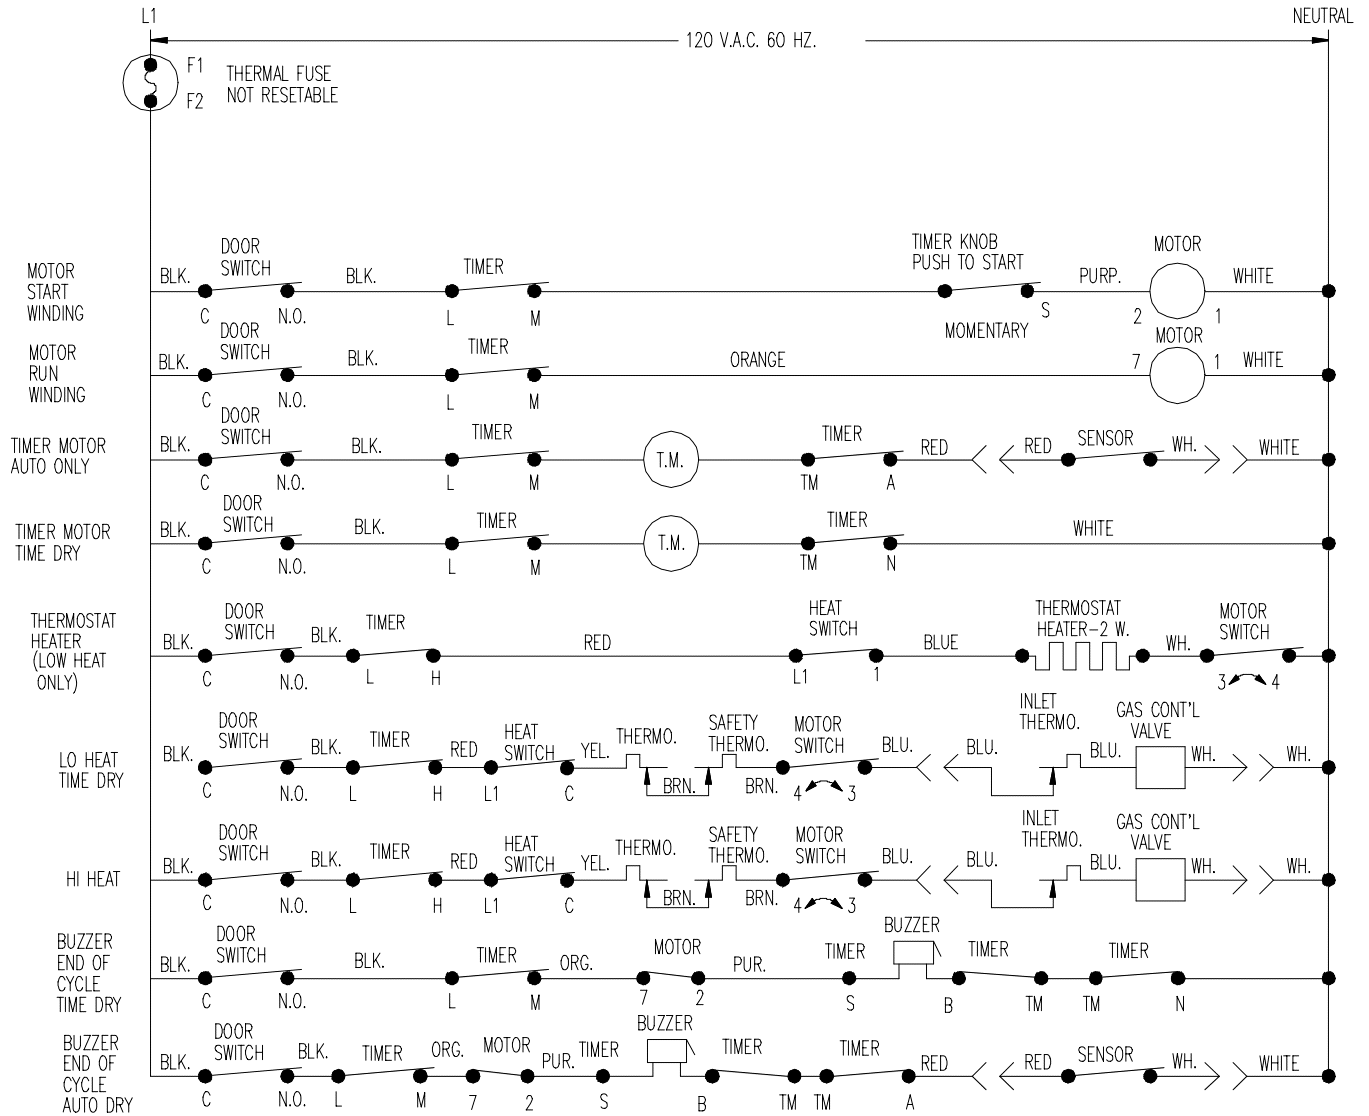 L1
NEUTRAL
120 V.A.C. 60 HZ.
F1
F2
THERMAL FUSE
NOT RESETABLE
MOTOR
START
WINDING
BLK.
DOOR
SWITCH
C
N.O.
BLK.
TIMER
L
M
TIMER KNOB
PUSH TO START
S
MOMENTARY
PURP.
MOTOR
2
1
WHITE
MOTOR
RUN
WINDING
BLK.
DOOR
SWITCH
C
N.O.
BLK.
TIMER
L
M
ORANGE
MOTOR
7
1
WHITE
TIMER MOTOR
AUTO ONLY
BLK.
DOOR
SWITCH
C
N.O.
BLK.
TIMER
L
M
T.M.
TIMER
TM
A
RED
RED
SENSOR
WH.
WHITE
TIMER MOTOR
TIME DRY
BLK.
DOOR
SWITCH
C
N.O.
BLK.
TIMER
L
M
T.M.
TIMER
TM
N
WHITE
THERMOSTAT
HEATER
(LOW HEAT
ONLY)
BLK.
DOOR
SWITCH
C
N.O.
BLK.
TIMER
L
H
RED
HEAT
SWITCH
L1
1
BLUE
THERMOSTAT
HEATER-2 W.
WH.
MOTOR
SWITCH
3
4
LO HEAT
TIME DRY
BLK.
DOOR
SWITCH
C
N.O.
BLK.
TIMER
L
H
RED
HEAT
SWITCH
L1
C
YEL.
THERMO.
BRN.
SAFETY
THERMO.
BRN.
MOTOR
SWITCH
4
3
BLU.
BLU.
INLET
THERMO.
BLU.
GAS CONT'L
VALVE
WH.
WH.
HI HEAT
BLK.
DOOR
SWITCH
C
N.O.
BLK.
TIMER
L
H
RED
HEAT
SWITCH
L1
C
YEL.
THERMO.
BRN.
SAFETY
THERMO.
BRN.
MOTOR
SWITCH
4
3
BLU.
BLU.
INLET
THERMO.
BLU.
GAS CONT'L
VALVE
WH.
WH.
BUZZER
END OF
CYCLE
TIME DRY
BLK.
DOOR
SWITCH
C
N.O.
BLK.
TIMER
L
M
ORG.
MOTOR
7
2
PUR.
TIMER
S
BUZZER
B
TIMER
TM
TIMER
TM
N
BUZZER
END OF
CYCLE
AUTO DRY
BLK.
DOOR
SWITCH
C
N.O.
BLK.
TIMER
L
M
ORG.
MOTOR
7
2
PUR.
TIMER
S
BUZZER
B
TIMER
TM
TIMER
TM
A
RED
RED
SENSOR
WH.
WHITE